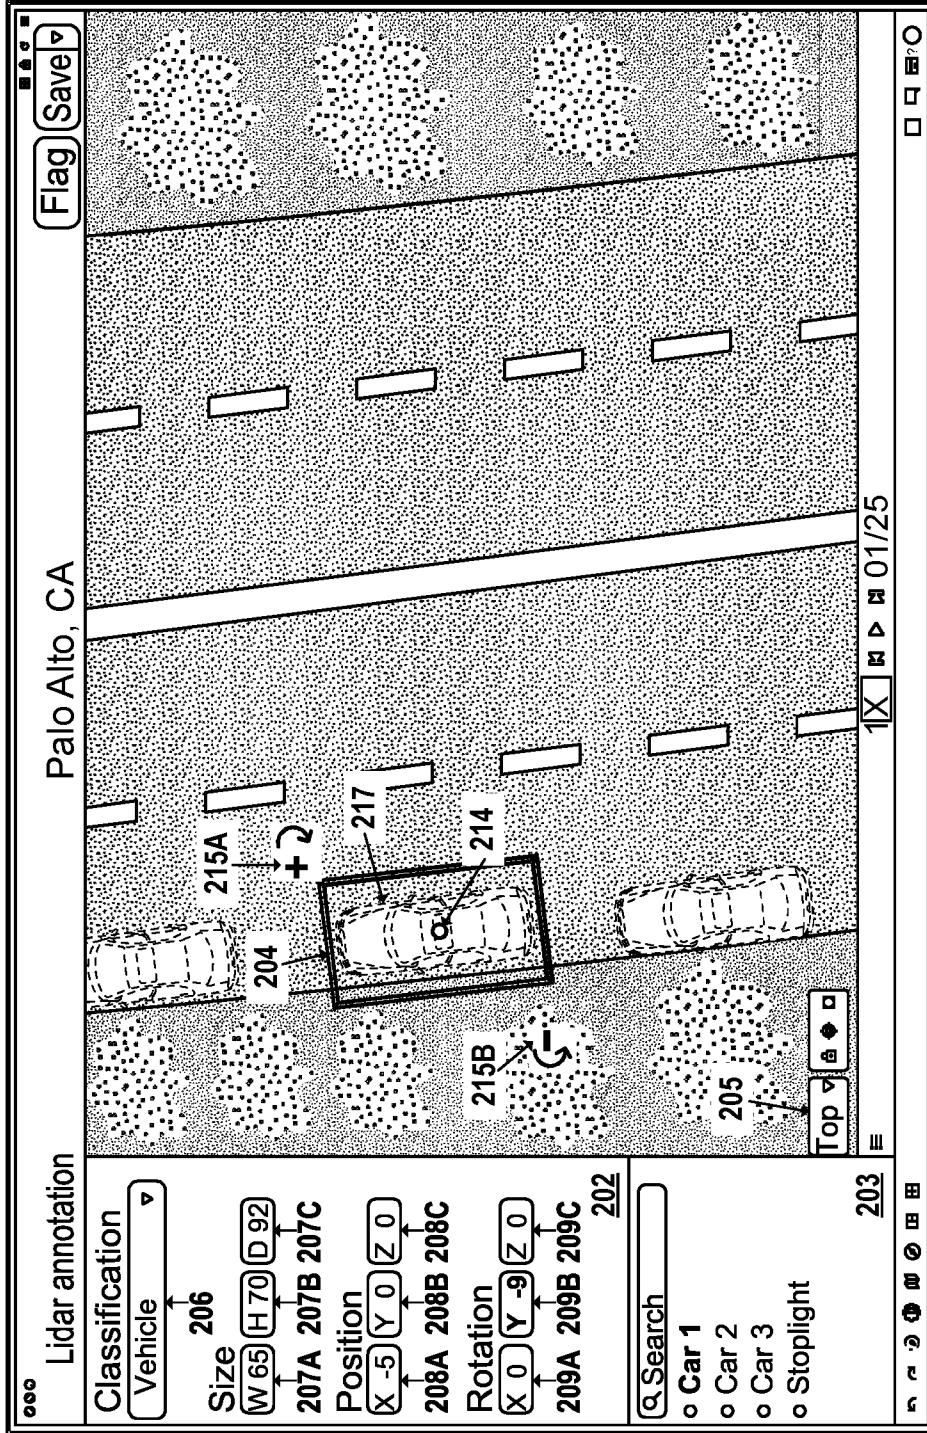 Lidar annotation
Palo Alto, CA
Flag
Save
Classification
Vehicle
206
Size
W 65 H 70 D 92
207A 207B 207C
Position
X -5 Y 0 Z 0
208A 208B 208C
Rotation
X 0 Y -9 Z 0
209A 209B 209C
202
Search
Car 1
Car 2
Car 3
Stoplight
203
204
215A
217
214
215B
205
Top
1X 01/25
?